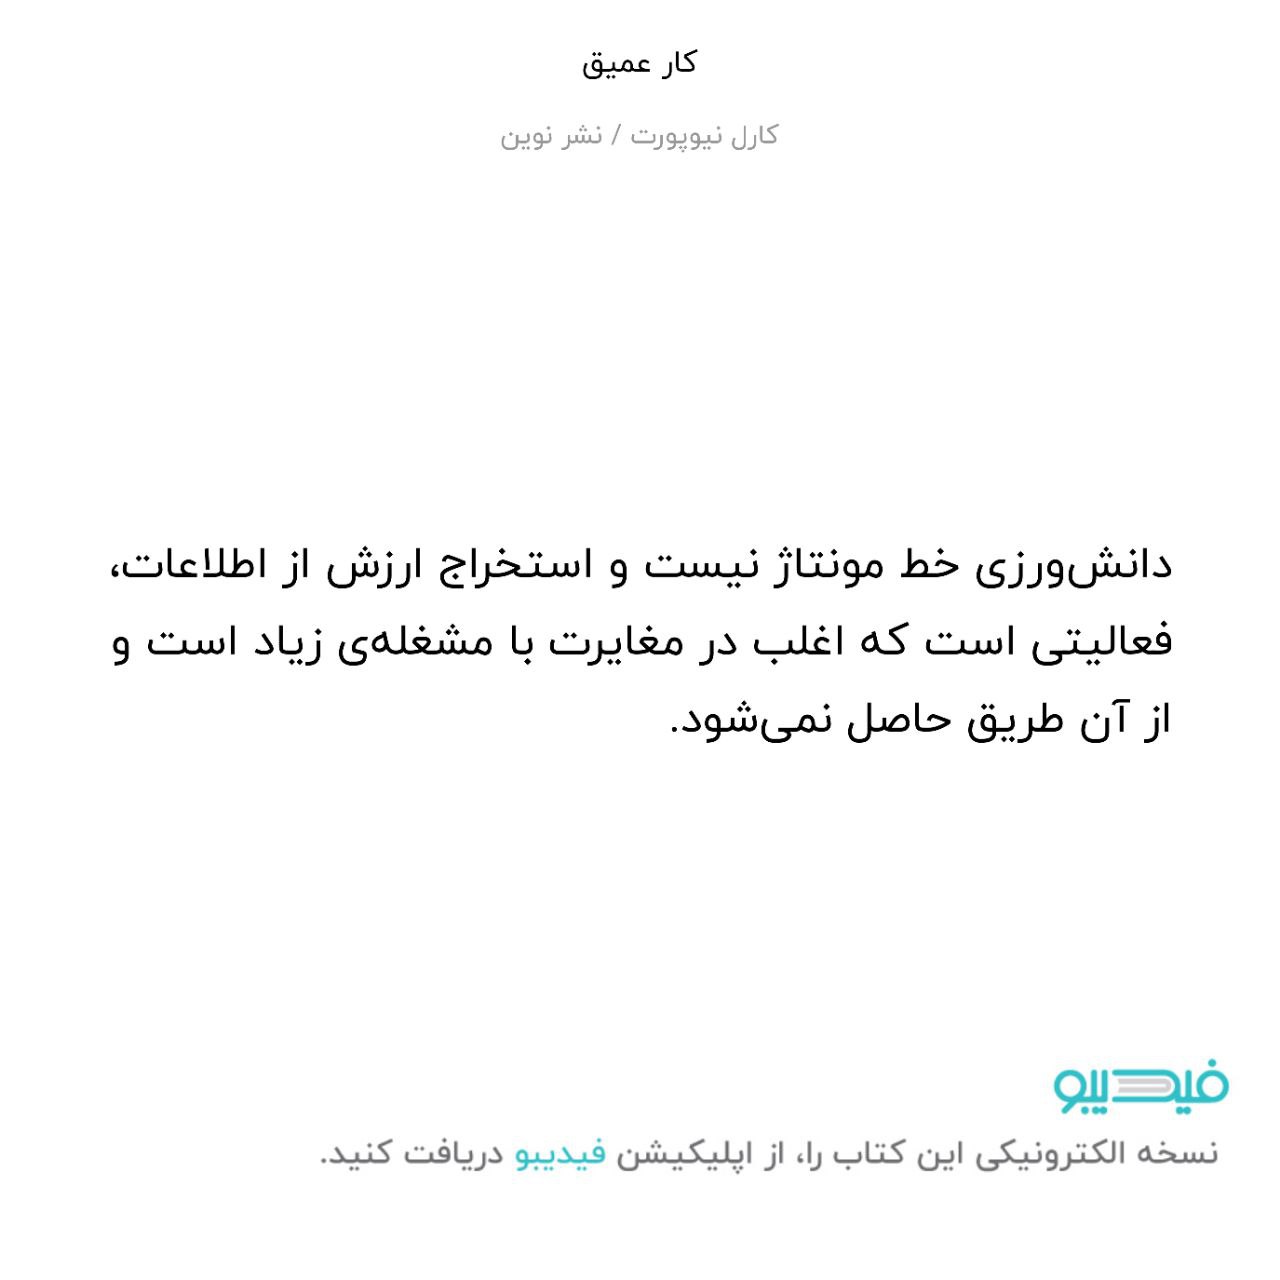 کار عمیق
کارل نیوپورت / نشر نوین
دانش‌ورزی خط مونتاژ نیست و استخراج ارزش از اطلاعات،
فعالیتی است که اغلب در مغایرت با مشغله‌ی زیاد است و
از آن طریق حاصل نمی‌شود.
فیدیبو
نسخه الکترونیکی این کتاب را، از اپلیکیشن فیدیبو دریافت کنید.